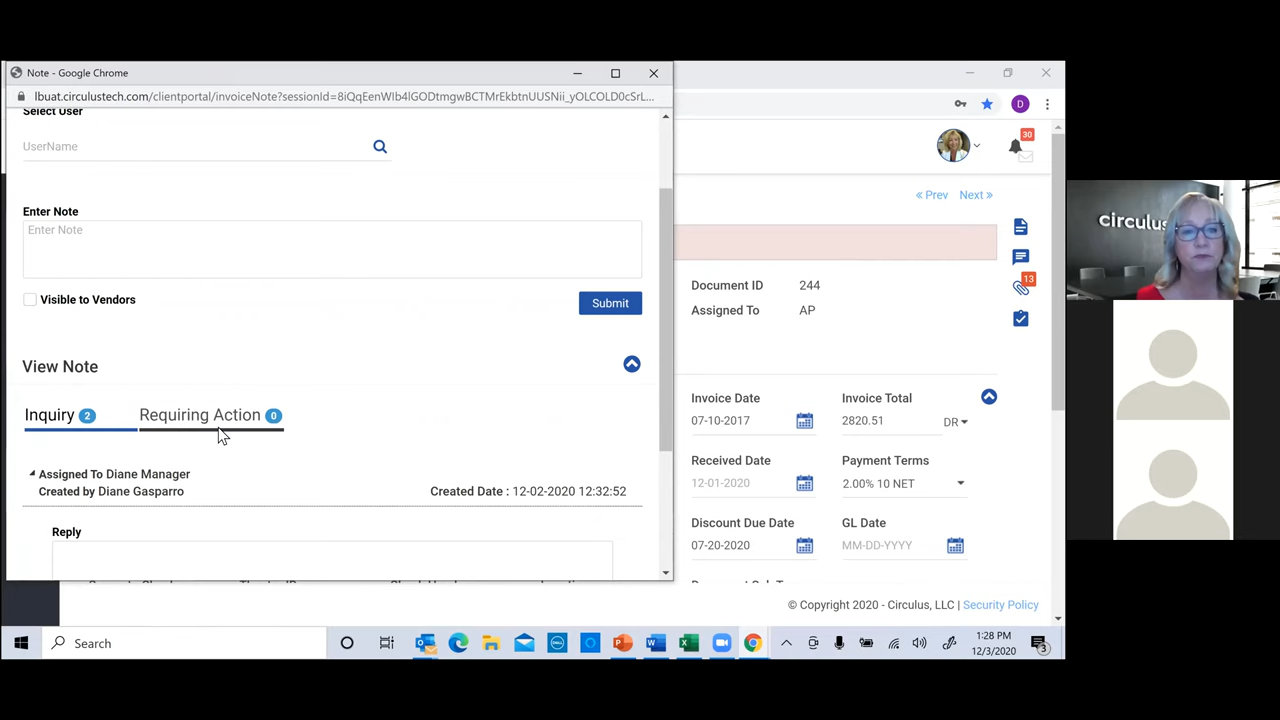 Note - Google Chrome
lbuat.circulustech.com/clientportal/invoiceNote?sessionId=8iQqEenWIb4lGODtmgwBCTMrEkbtnUUSNii_yOLCOLD0cSrL...
D
Select User
UserName
30
« Prev Next »
Enter Note
Enter Note
Visible to Vendors
Submit
Document ID 244
Assigned To AP
13
View Note
Inquiry 2
Requiring Action 0
Invoice Date
07-10-2017
Invoice Total
2820.51
DR
Assigned To Diane Manager
Created by Diane Gasparro
Created Date : 12-02-2020 12:32:52
Received Date
12-01-2020
Payment Terms
2.00% 10 NET
Reply
Discount Due Date
07-20-2020
GL Date
MM-DD-YYYY
© Copyright 2020 - Circulus, LLC | Security Policy
Search
1:28 PM
12/3/2020
3
circulus